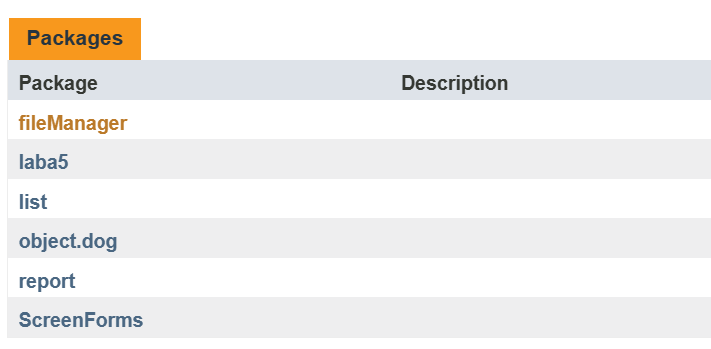 Packages
Package Description
fileManager
laba5
list
object.dog
report
ScreenForms